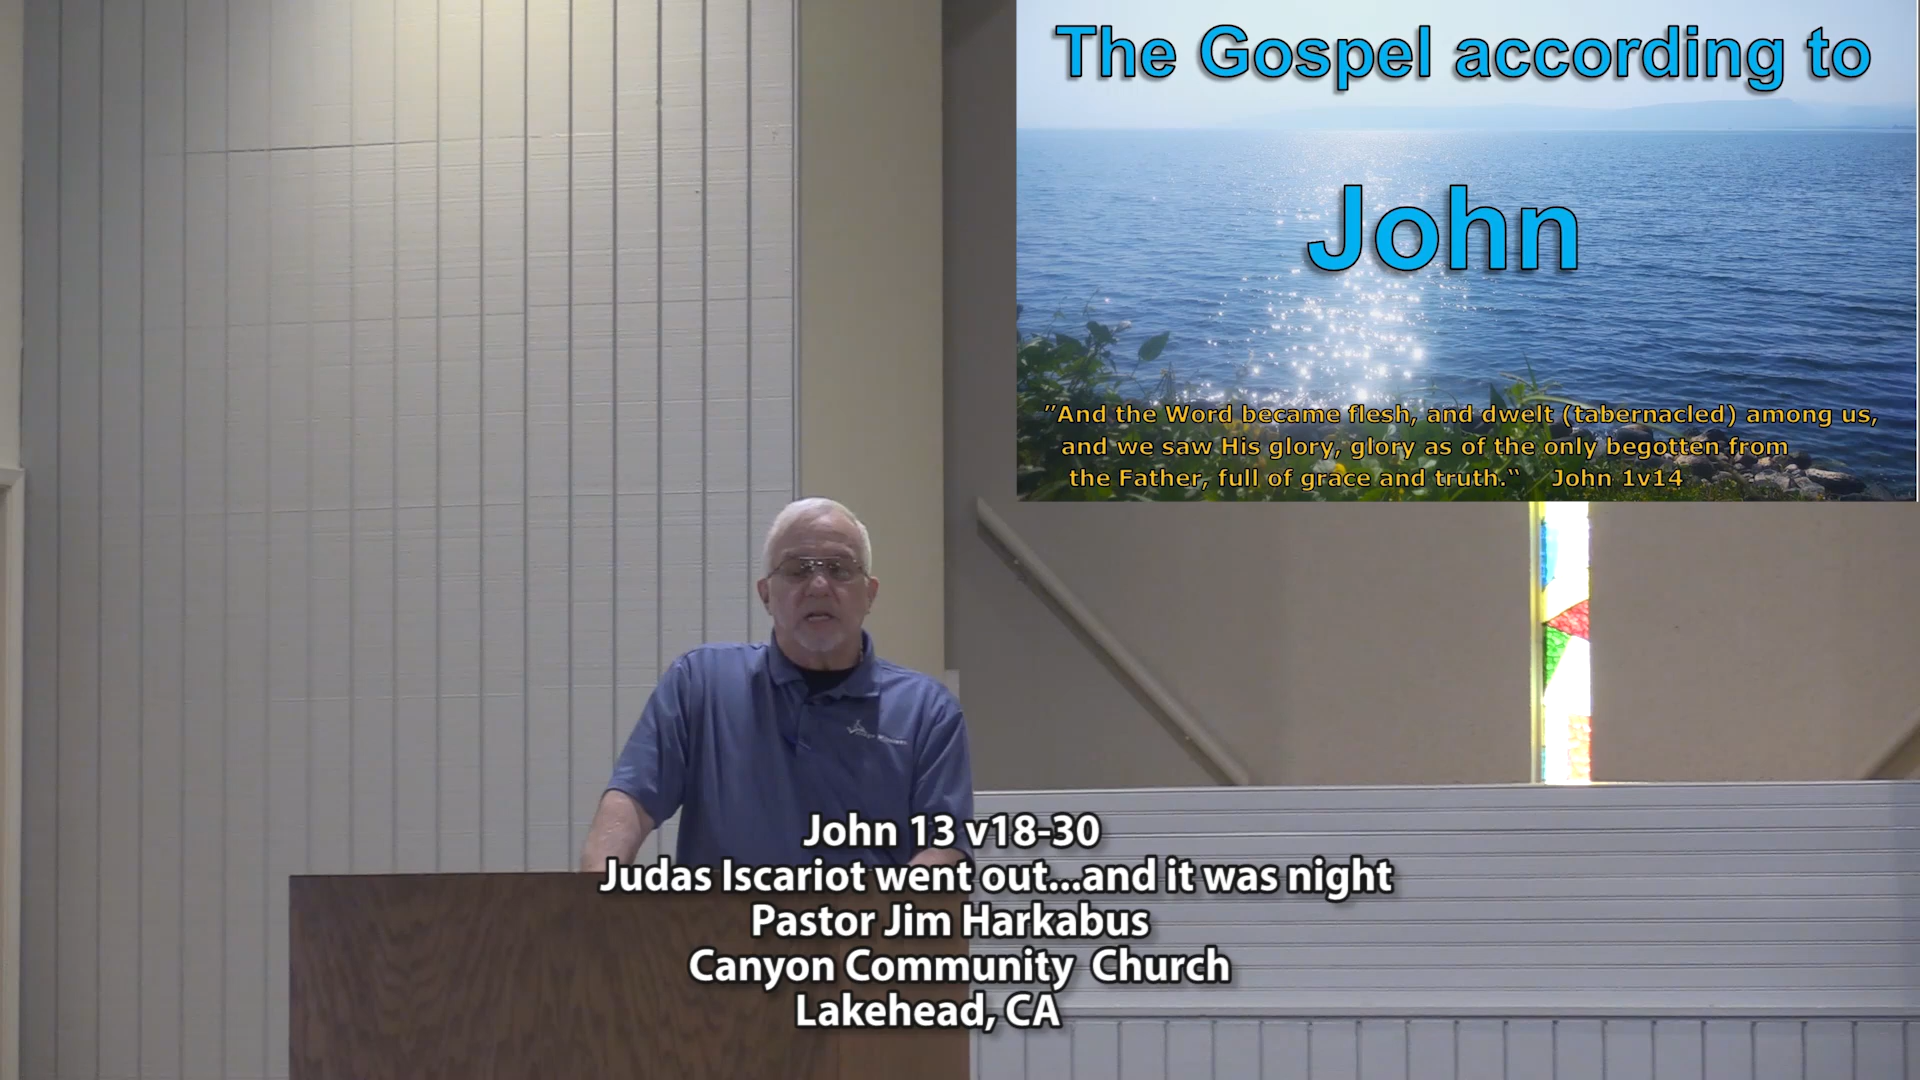 The Gospel according to
John
"And the Word became flesh, and dwelt (tabernacled) among us,
and we saw His glory, glory as of the only begotten from
the Father, full of grace and truth." John 1v14
John 13 v18-30
Judas Iscariot went out...and it was night
Pastor Jim Harkabus
Canyon Community Church
Lakehead, CA